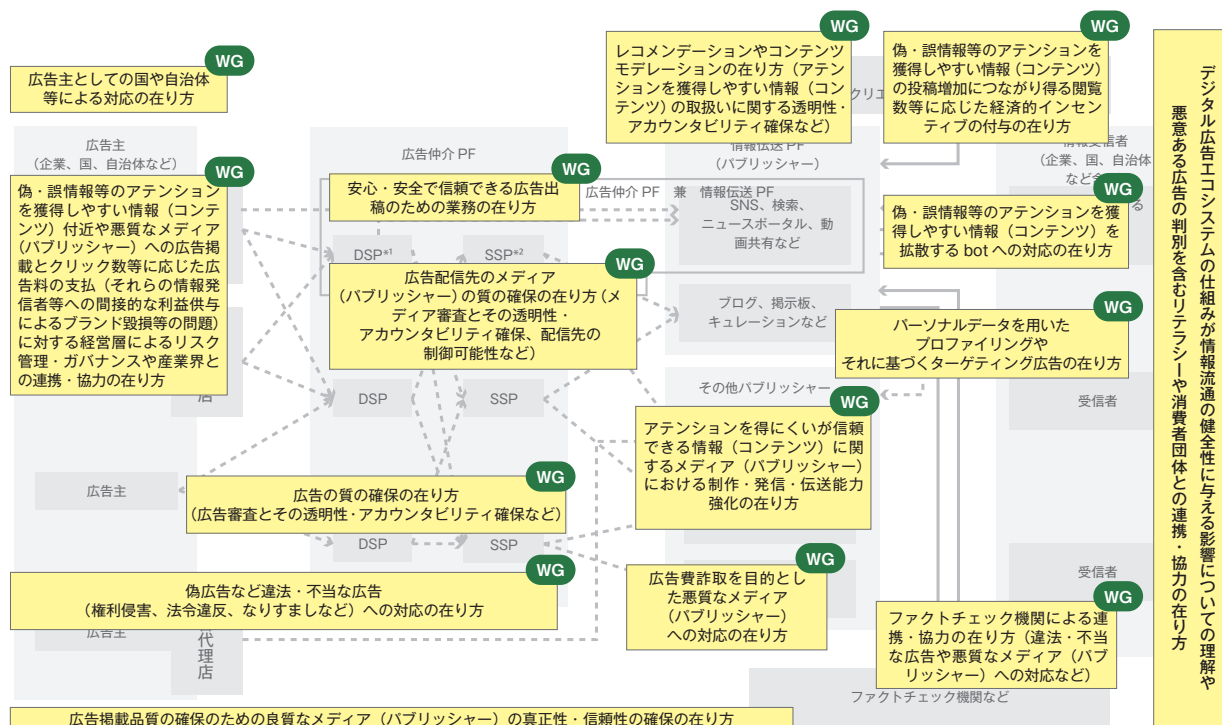 WG
広告主としての国や自治体
等による対応の在り方
WG
レコメンデーションやコンテンツ
モデレーションの在り方（アテン
ションを獲得しやすい情報（コン
テンツ）の取扱いに関する透明性・
アカウンタビリティ確保など）
WG
偽・誤情報等のアテンションを
獲得しやすい情報（コンテンツ）
の投稿増加につながり得る閲覧
数等に応じた経済的インセン
ティブの付与の在り方
クリエ
広告主
（企業、国、自治体など）
広告仲介 PF
情報伝送 PF
（パブリッシャー）
情報受信者
（企業、国、自治体
など含
WG
偽・誤情報等のアテンション
を獲得しやすい情報（コンテ
ンツ）付近や悪質なメディア
（パブリッシャー）への広告掲
載とクリック数等に応じた広
告料の支払（それらの情報発
信者等への間接的な利益供与
によるブランド毀損等の問題）
に対する経営層によるリスク
管理・ガバナンスや産業界と
の連携・協力の在り方
店
WG
安心・安全で信頼できる広告出
稿のための業務の在り方
広告仲介 PF　兼　情報伝送 PF
SNS、検索、
ニュースポータル、動
画共有など
WG
偽・誤情報等のアテンションを獲
得しやすい情報（コンテンツ）を
拡散する bot への対応の在り方
る
DSP*1
SSP*2
WG
広告配信先のメディア
（パブリッシャー）の質の確保の在り方（メ
ディア審査とその透明性・
アカウンタビリティ確保、配信先の
制御可能性など）
ブログ、掲示板、
キュレーションなど
WG
パーソナルデータを用いた
プロファイリングや
それに基づくターゲティング広告の在り方
DSP
SSP
その他パブリッシャー
受信者
WG
アテンションを得にくいが信頼
できる情報（コンテンツ）に関
するメディア（パブリッシャー）
における制作・発信・伝送能力
強化の在り方
広告主
WG
広告の質の確保の在り方
（広告審査とその透明性・アカウンタビリティ確保など）
DSP
SSP
WG
偽広告など違法・不当な広告
（権利侵害、法令違反、なりすましなど）への対応の在り方
広告主
代理店
WG
広告費詐取を目的とし
た悪質なメディア
（パブリッシャー）
への対応の在り方
受信者
WG
ファクトチェック機関による連
携・協力の在り方（違法・不当
な広告や悪質なメディア（パブ
リッシャー）への対応など）
ファクトチェック機関など
広告掲載品質の確保のための良質なメディア（パブリッシャー）の真正性・信頼性の確保の在り方
デジタル広告エコシステムの仕組みが情報流通の健全性に与える影響についての理解や
悪意ある広告の判別を含むリテラシーや消費者団体との連携・協力の在り方